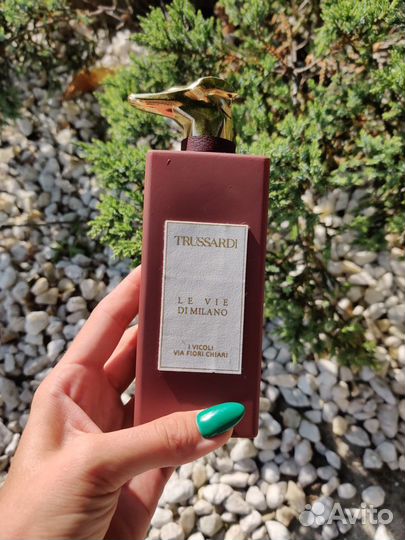 TRUSSARDI
LE VIE
DI MILANO
I VICOLI
VIA FIORI CHIARI
Avito